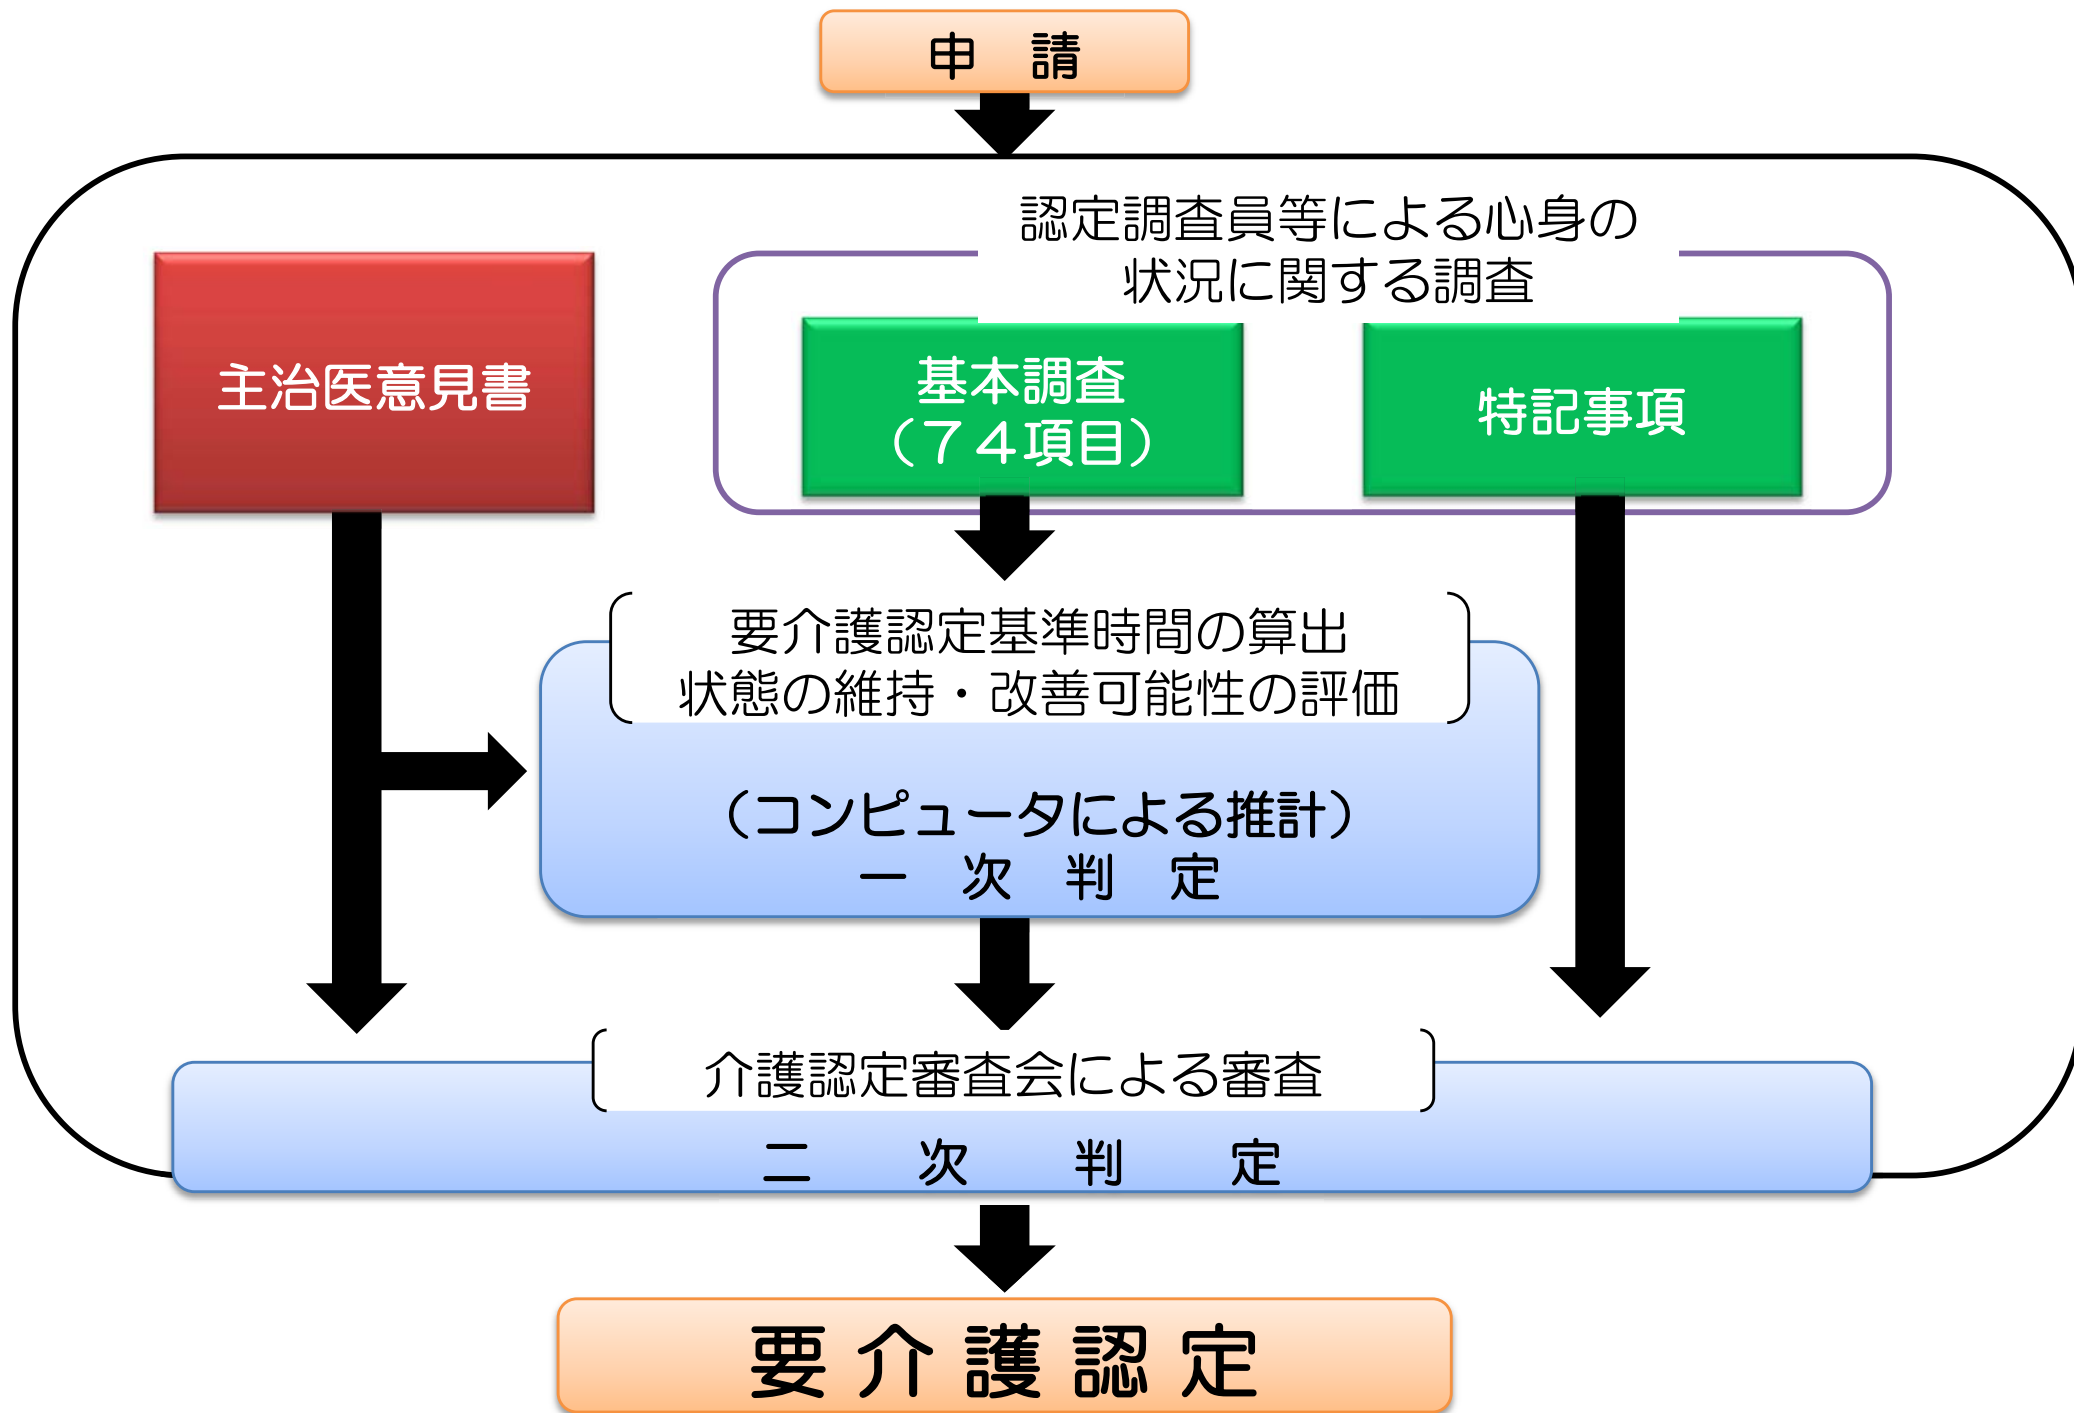 申　請
認定調査員等による心身の
状況に関する調査
主治医意見書
基本調査
（７４項目）
特記事項
要介護認定基準時間の算出
状態の維持・改善可能性の評価
（コンピュータによる推計）
一　次　判　定
介護認定審査会による審査
二　　次　　判　　定
要介護認定